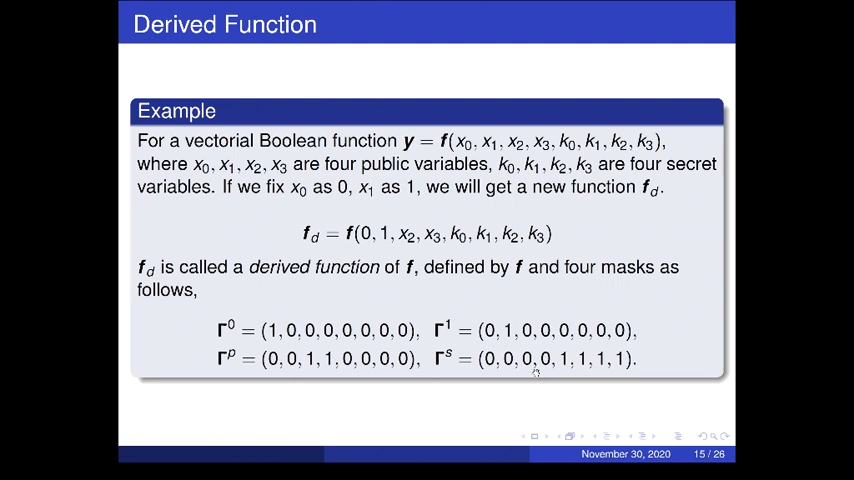 Derived Function
Example
For a vectorial Boolean function y = f(x₀, x₁, x₂, x₃, k₀, k₁, k₂, k₃),
where x₀, x₁, x₂, x₃ are four public variables, k₀, k₁, k₂, k₃ are four secret
variables. If we fix x₀ as 0, x₁ as 1, we will get a new function f_d.
f_d = f(0, 1, x₂, x₃, k₀, k₁, k₂, k₃)
f_d is called a derived function of f, defined by f and four masks as
follows,
Γ⁰ = (1, 0, 0, 0, 0, 0, 0, 0), Γ¹ = (0, 1, 0, 0, 0, 0, 0, 0),
Γᵖ = (0, 0, 1, 1, 0, 0, 0, 0), Γˢ = (0, 0, 0, 0, 1, 1, 1, 1).
November 30, 2020 15 / 26